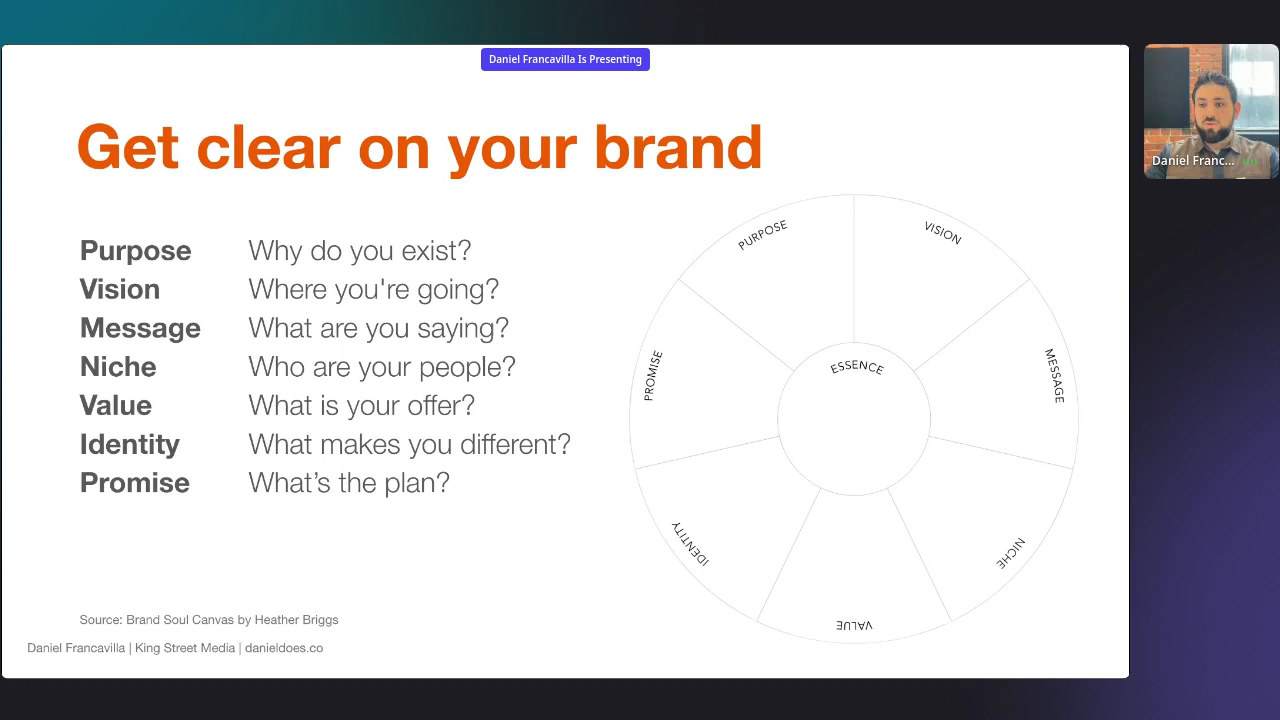 Daniel Francavilla Is Presenting
Get clear on your brand
Purpose Why do you exist?
Vision Where you're going?
Message What are you saying?
Niche Who are your people?
Value What is your offer?
Identity What makes you different?
Promise What’s the plan?
PURPOSE
VISION
MESSAGE
NICHE
VALUE
IDENTITY
PROMISE
ESSENCE
Source: Brand Soul Canvas by Heather Briggs
Daniel Francavilla | King Street Media | danieldoes.co
Daniel Franc...